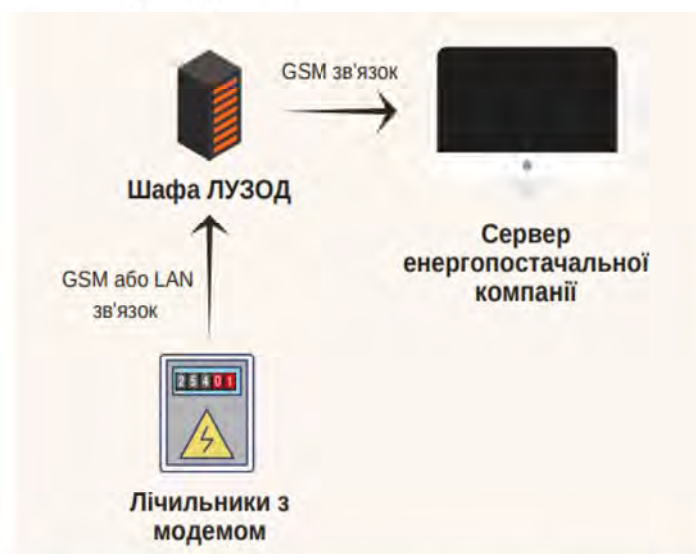 GSM зв'язок
Шафа ЛУЗОД
Сервер
енергопостачальної
компанії
GSM або LAN
зв'язок
25401
Лічильники з
модемом